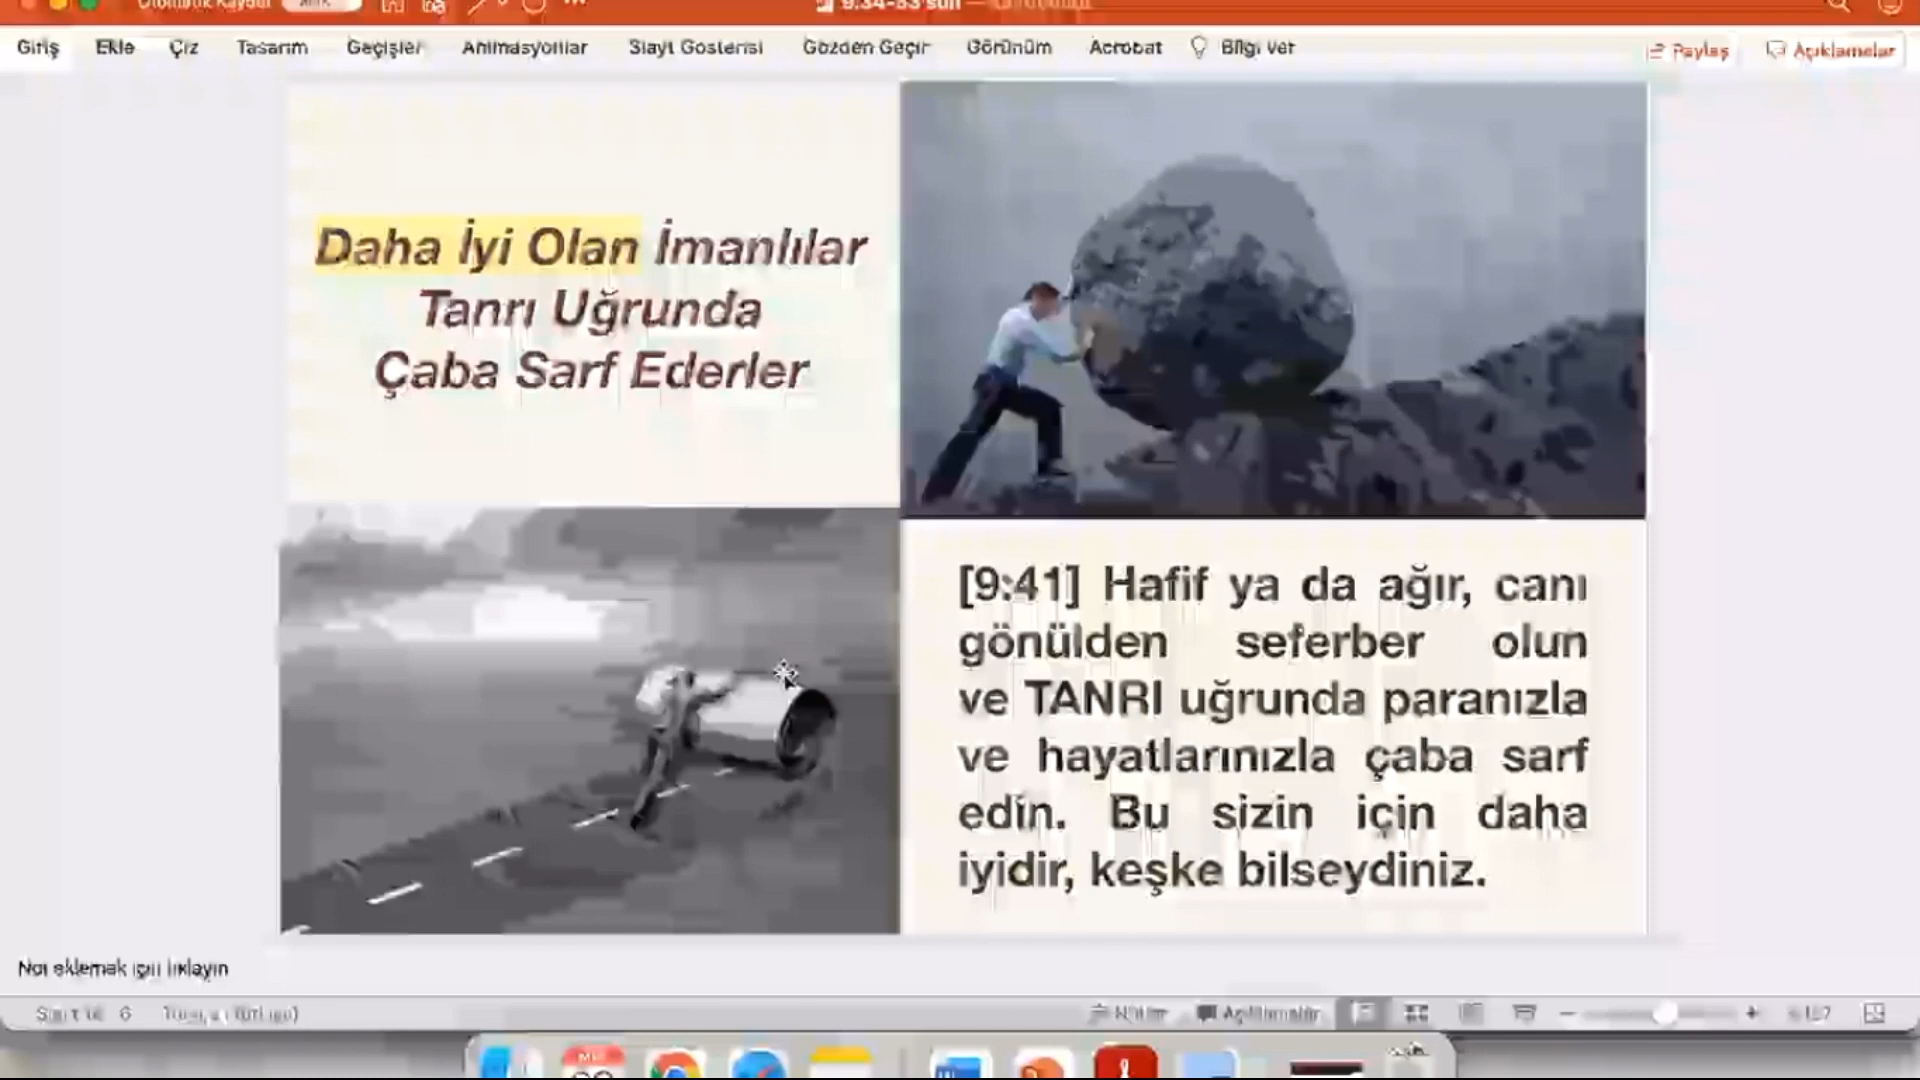 Giriş Ekle Çiz Tasarım Geçişler Animasyonlar Slayt Gösterisi Gözden Geçir Görünüm Acrobat Bilgi Ver Paylaş Açıklamalar
Daha İyi Olan İmanlılar
Tanrı Uğrunda
Çaba Sarf Ederler
[9:41] Hafif ya da ağır, canı
gönülden seferber olun
ve TANRI uğrunda paranızla
ve hayatlarınızla çaba sarf
edin. Bu sizin için daha
iyidir, keşke bilseydiniz.
Not eklemek için tıklayın
Notlar Açıklamalar